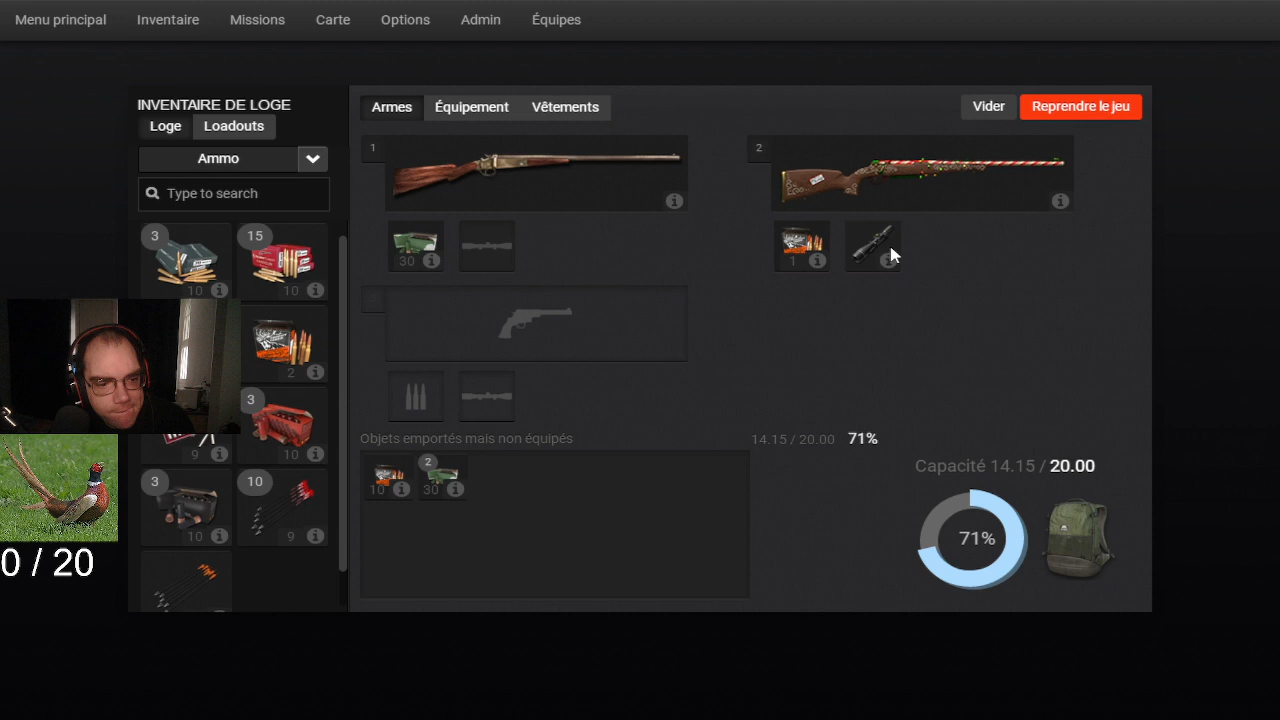 Menu principal Inventaire Missions Carte Options Admin Équipes
INVENTAIRE DE LOGE
Loge Loadouts
Ammo
Type to search
Armes Équipement Vêtements
Vider Reprendre le jeu
1
2
30
1
3 15
10 10
2
3
9 10
3 10
10 9
Objets emportés mais non équipés
14.15 / 20.00 71%
2
10 30
Capacité 14.15 / 20.00
71%
0 / 20